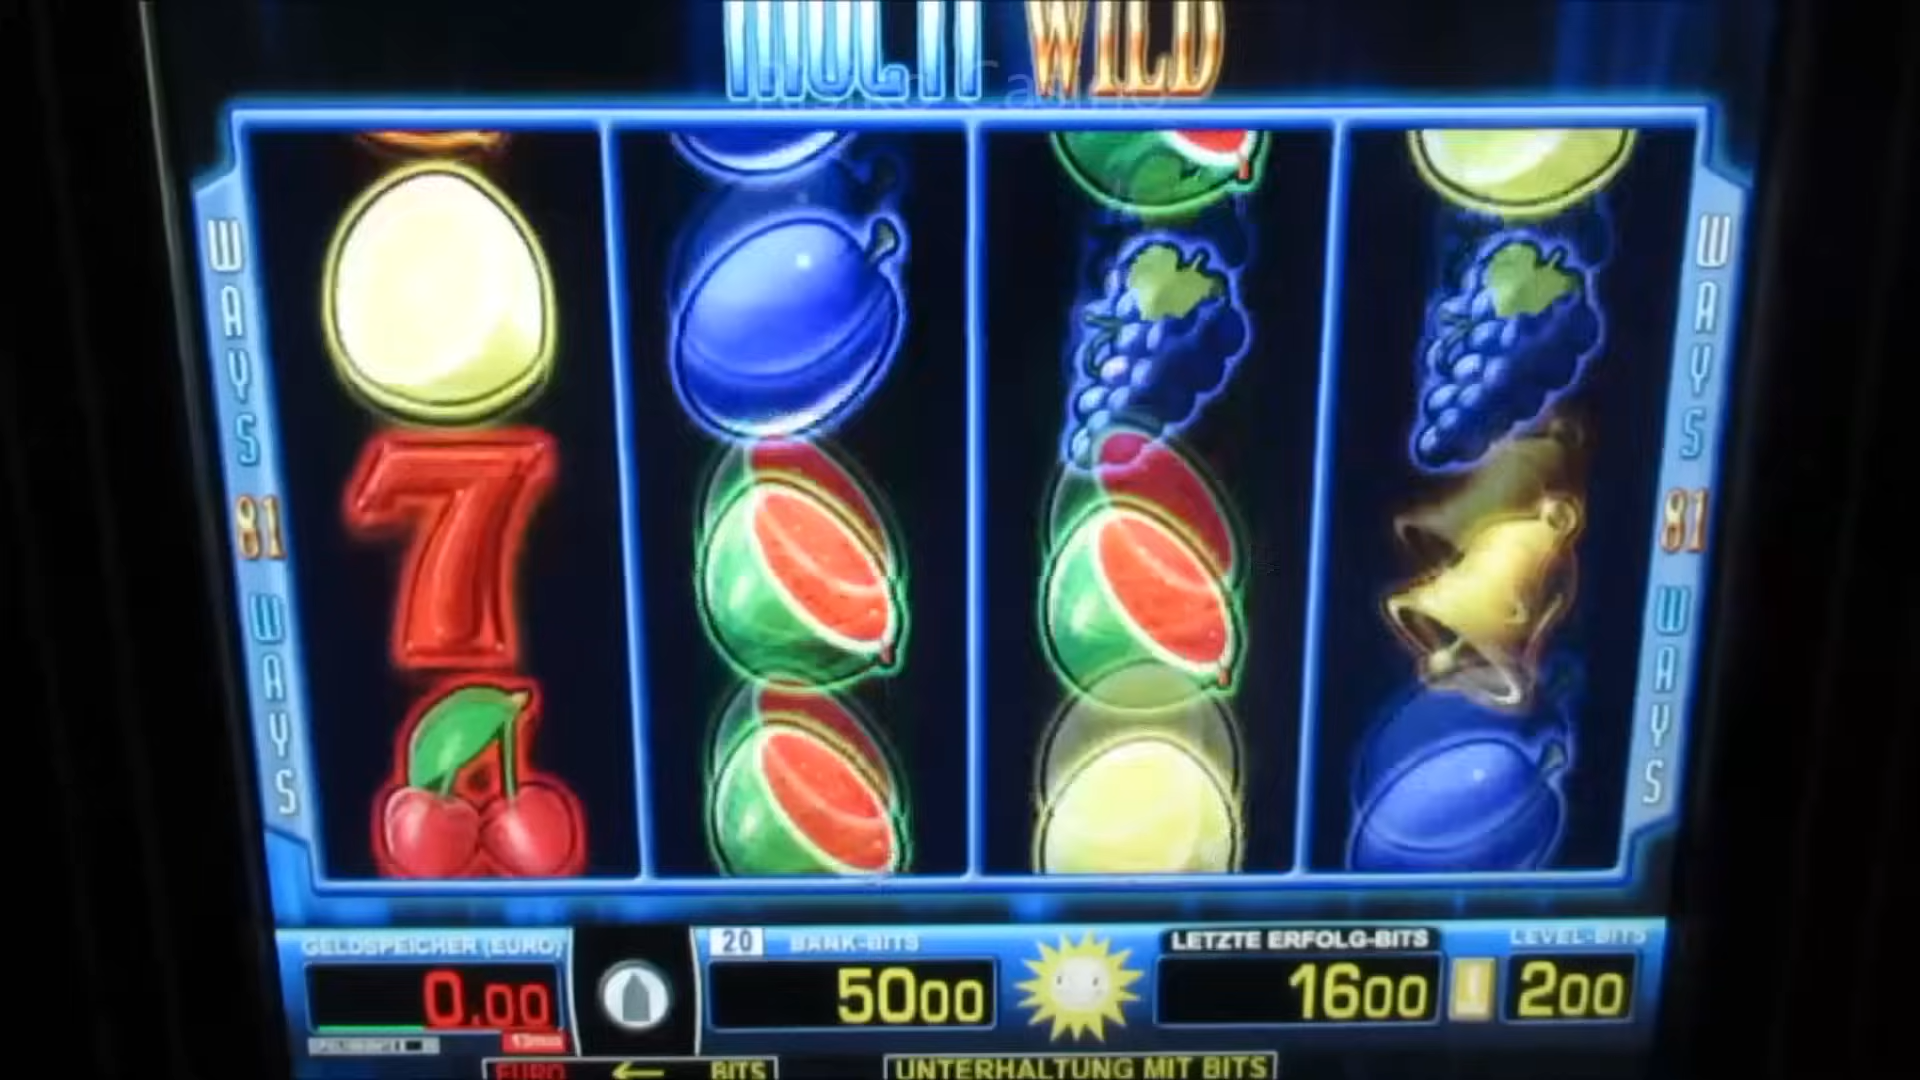 MULTI WILD
WAYS 81 WAYS
WAYS 81 WAYS
GELDSPEICHER (EURO)
20 BANK-BITS
LETZTE ERFOLG-BITS
LEVEL-BITS
0.00
5000
1600
200
EURO ← BITS
UNTERHALTUNG MIT BITS